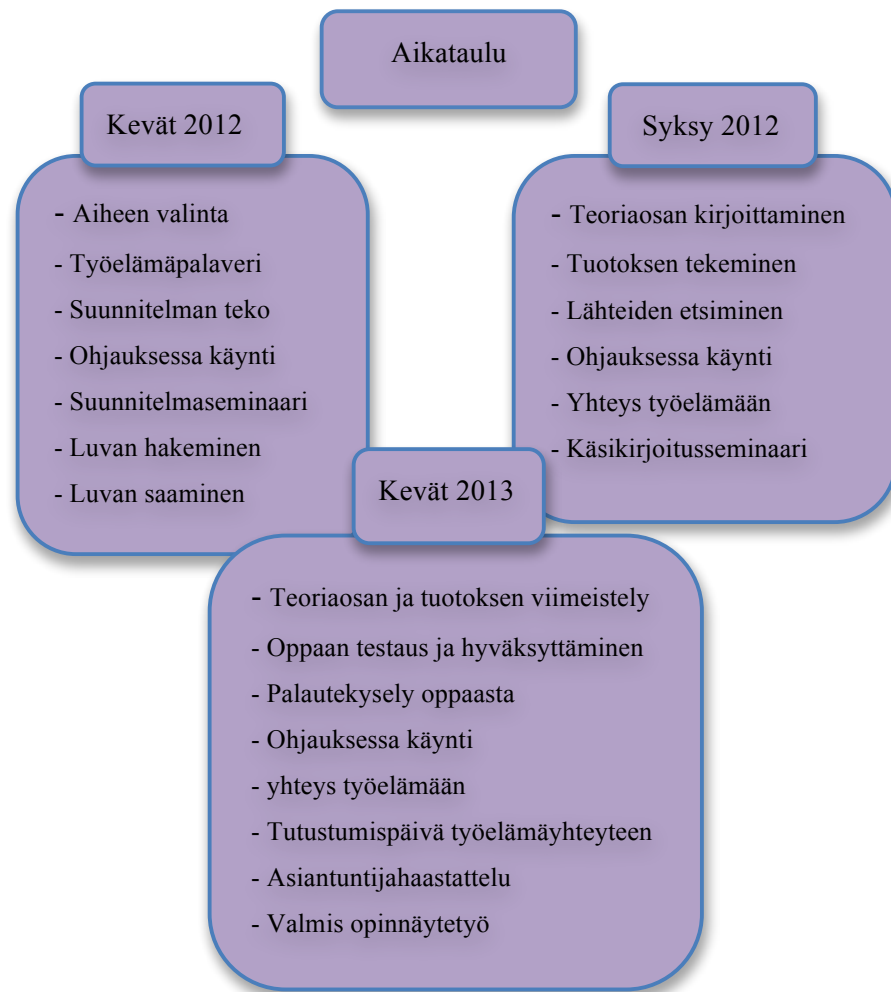 Aikataulu
Kevät 2012
- Aiheen valinta
- Työelämäpalaveri
- Suunnitelman teko
- Ohjauksessa käynti
- Suunnitelmaseminaari
- Luvan hakeminen
- Luvan saaminen
Syksy 2012
- Teoriaosan kirjoittaminen
- Tuotoksen tekeminen
- Lähteiden etsiminen
- Ohjauksessa käynti
- Yhteys työelämään
- Käsikirjoitusseminaari
Kevät 2013
- Teoriaosan ja tuotoksen viimeistely
- Oppaan testaus ja hyväksyttäminen
- Palautekysely oppaasta
- Ohjauksessa käynti
- yhteys työelämään
- Tutustumispäivä työelämäyhteyteen
- Asiantuntijahaastattelu
- Valmis opinnäytetyö